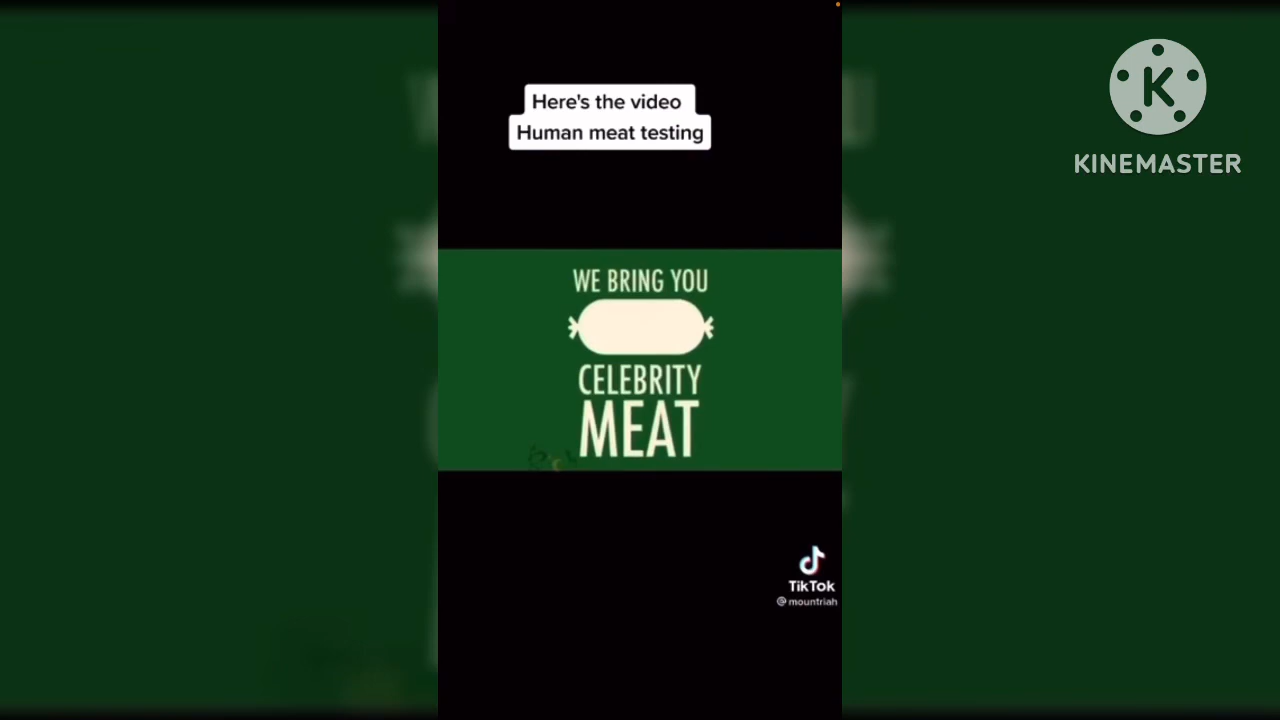 Here's the video
Human meat testing
K
KINEMASTER
WE BRING YOU
CELEBRITY
MEAT
TikTok
@mountriah